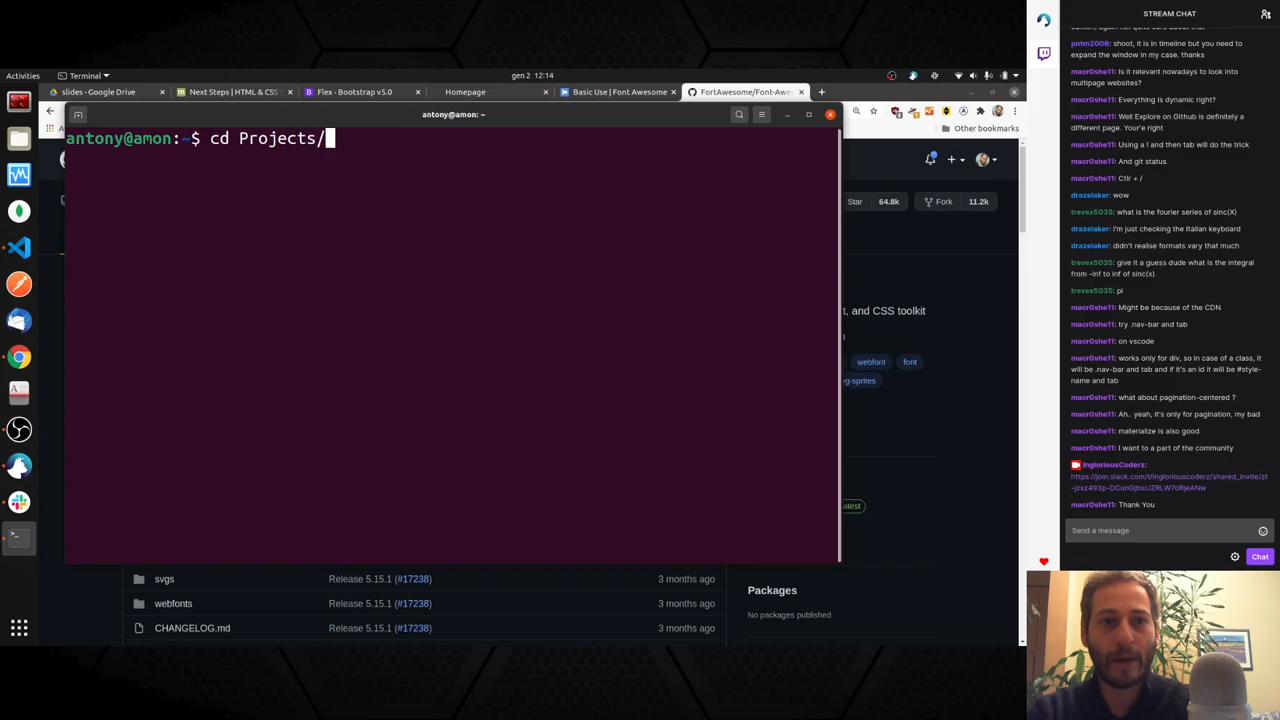 STREAM CHAT
pntm2006: shoot, it is in timeline but you need to
expand the window in my case. thanks
macr0she11: Is it relevant nowadays to look into
multipage websites?
macr0she11: Everything is dynamic right?
macr0she11: Well Explore on Github is definitely a
different page. Your'e right
macr0she11: Using a ! and then tab will do the trick
macr0she11: And git status
macr0she11: Ctlr + /
drazelaker: wow
trevex5035: what is the fourier series of sinc(X)
drazelaker: i'm just checking the Italian keyboard
drazelaker: didn't realise formats vary that much
trevex5035: give it a guess dude what is the integral
from -inf to inf of sinc(x)
trevex5035: pi
macr0she11: Might be because of the CDN
macr0she11: try .nav-bar and tab
macr0she11: on vscode
macr0she11: works only for div, so in case of a class, it
will be .nav-bar and tab and if it's an id it will be #style-
name and tab
macr0she11: what about pagination-centered ?
macr0she11: Ah.. yeah, it's only for pagination, my bad
macr0she11: materialize is also good
macr0she11: I want to a part of the community
IngloriousCoderz:
macr0she11: Thank You
Send a message
Chat
Activities
Terminal
gen 2 12:14
slides - Google Drive
Next Steps | HTML & CSS
Flex · Bootstrap v5.
Homepage
Basic Use | Font Awesome
FortAwesome/Font-Awes
Other bookmarks
antony@amon: ~
antony@amon:~$ cd Projects/
Star 64.8k
Fork 11.2k
t, and CSS toolkit
webfont
font
vg-sprites
atest
svgs Release 5.15.1 (#17238) 3 months ago
webfonts Release 5.15.1 (#17238) 3 months ago
CHANGELOG.md Release 5.15.1 (#17238) 3 months ago
Packages
No packages published